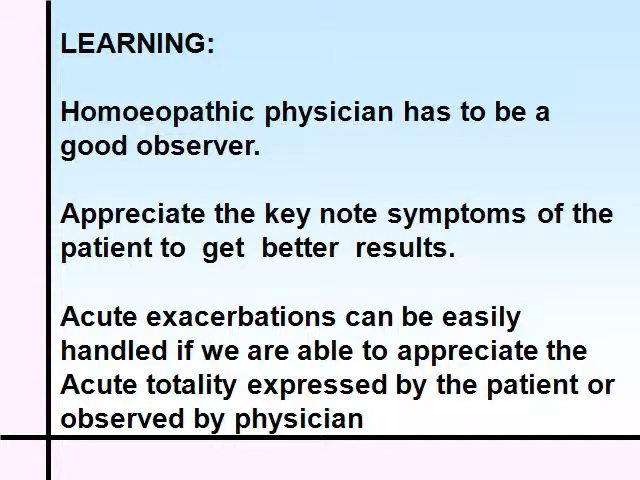 LEARNING:
Homoeopathic physician has to be a
good observer.
Appreciate the key note symptoms of the
patient to  get  better  results.
Acute exacerbations can be easily
handled if we are able to appreciate the
Acute totality expressed by the patient or
observed by physician